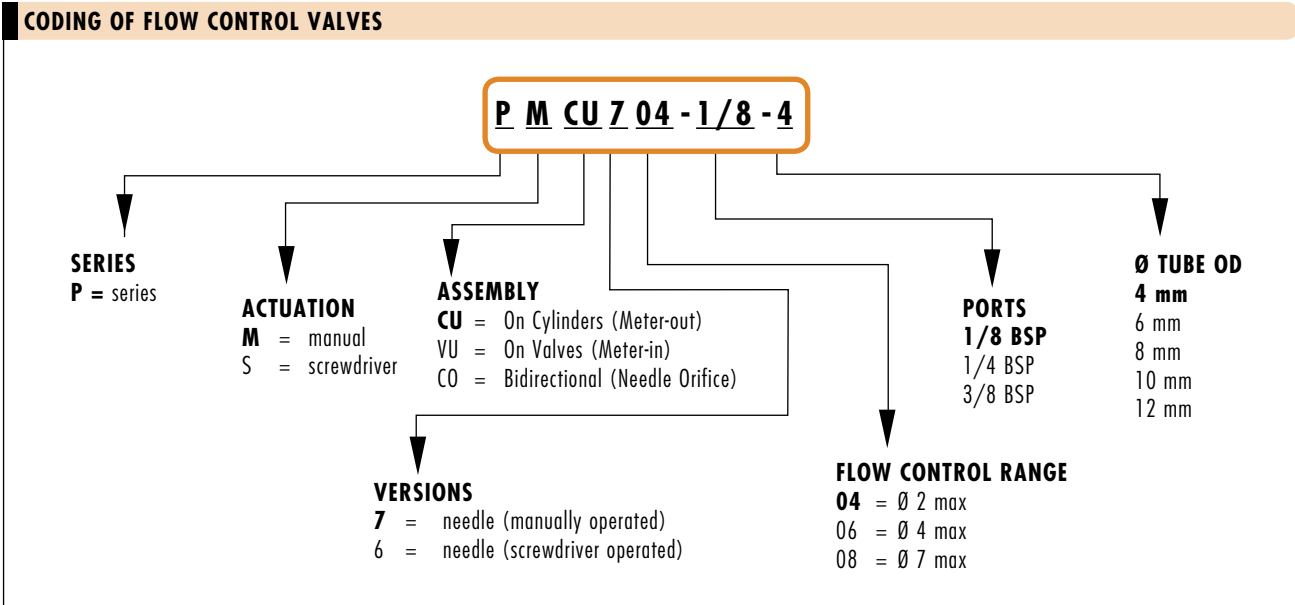 CODING OF FLOW CONTROL VALVES
P M CU 7 04 - 1/8 - 4
SERIES
P = series
ACTUATION
M = manual
S = screwdriver
ASSEMBLY
CU = On Cylinders (Meter-out)
VU = On Valves (Meter-in)
CO = Bidirectional (Needle Orifice)
VERSIONS
7 = needle (manually operated)
6 = needle (screwdriver operated)
FLOW CONTROL RANGE
04 = Ø 2 max
06 = Ø 4 max
08 = Ø 7 max
PORTS
1/8 BSP
1/4 BSP
3/8 BSP
Ø TUBE OD
4 mm
6 mm
8 mm
10 mm
12 mm